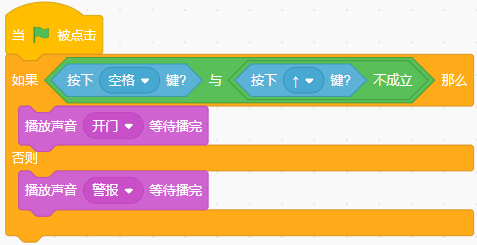 当 被点击
如果 按下 空格 键? 与 按下 ↑ 键? 不成立 那么
播放声音 开门 等待播完
否则
播放声音 警报 等待播完